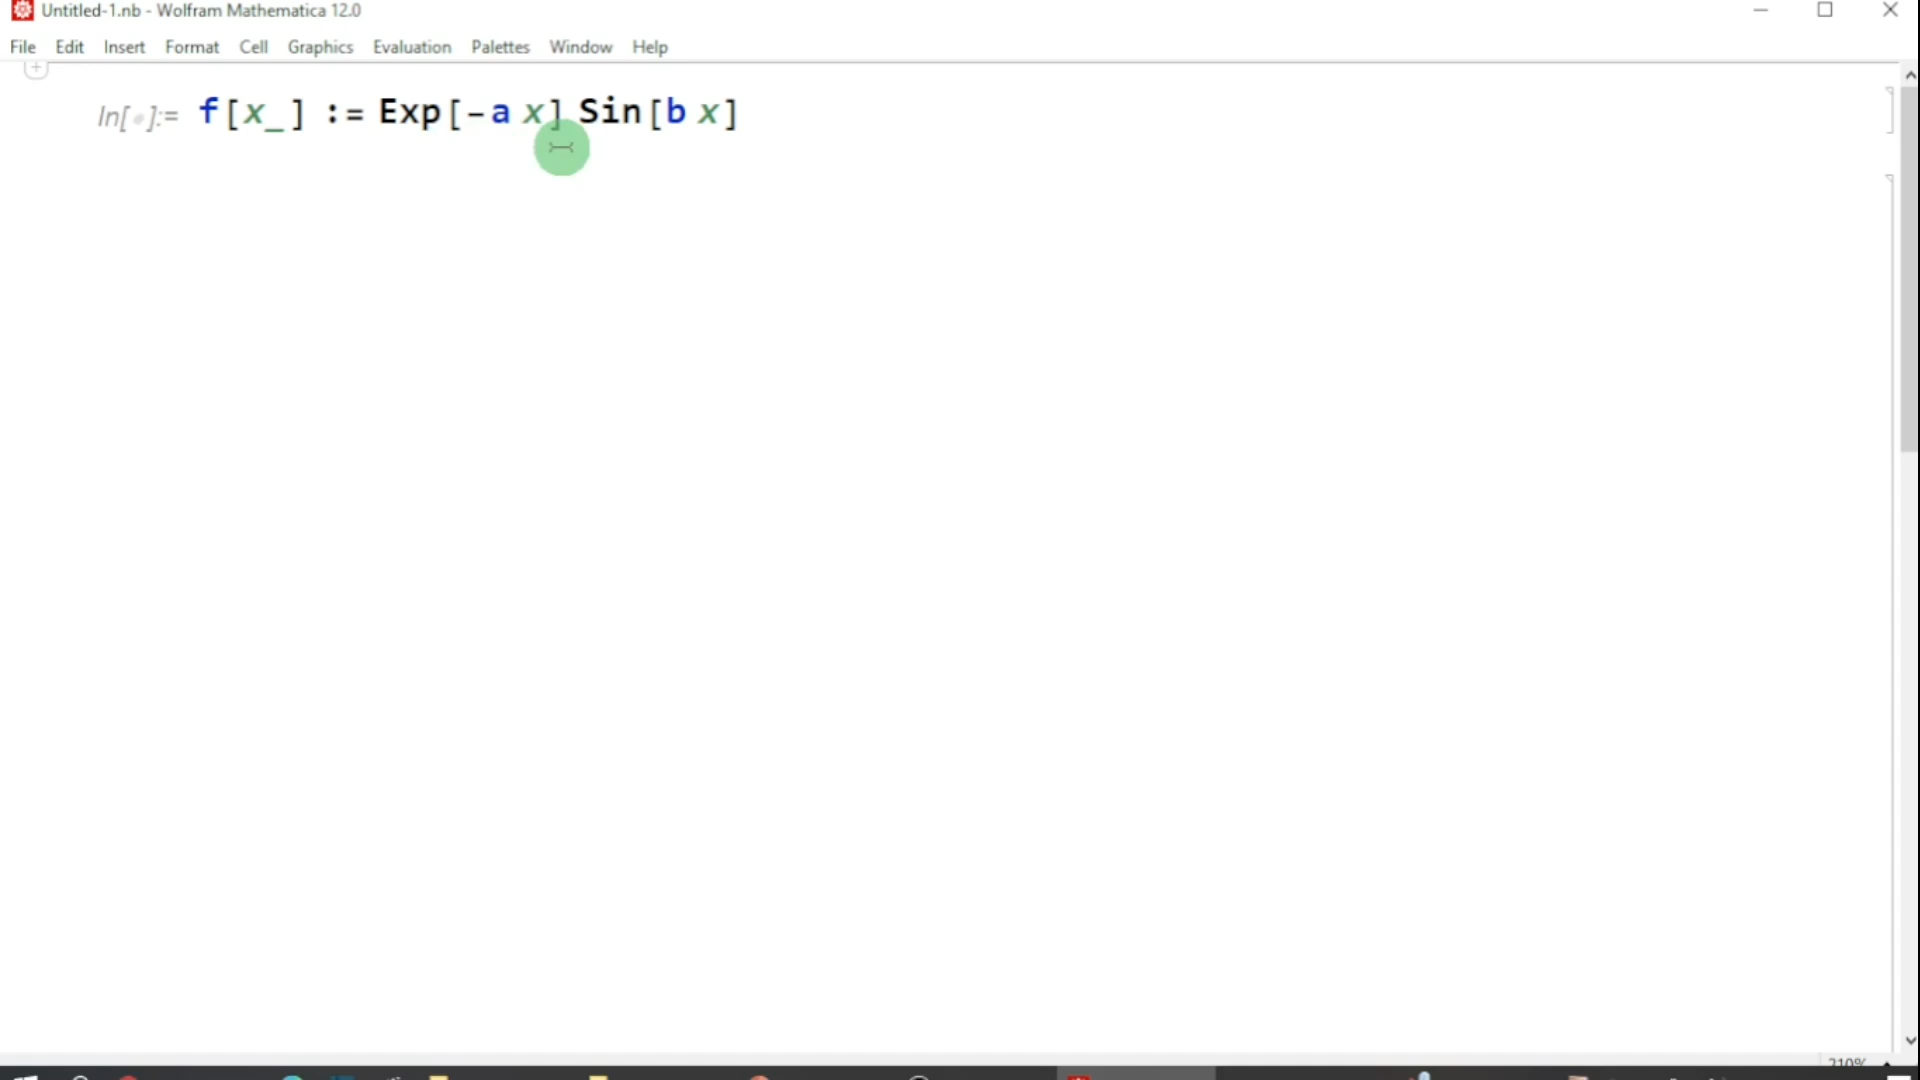 Untitled-1.nb - Wolfram Mathematica 12.0
File Edit Insert Format Cell Graphics Evaluation Palettes Window Help
In[ ]:= f[x_] := Exp[-a x] Sin[b x]
210%